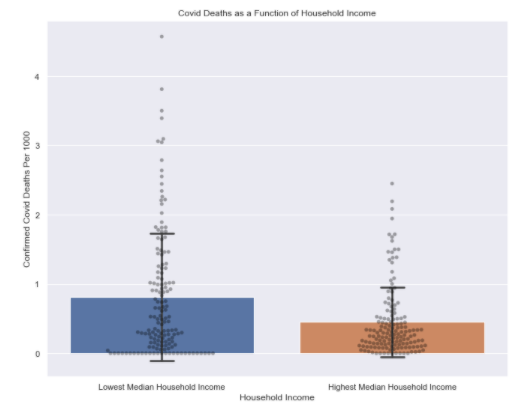 Covid Deaths as a Function of Household Income
4
3
2
1
0
Confirmed Covid Deaths Per 1000
Lowest Median Household Income
Highest Median Household Income
Household Income